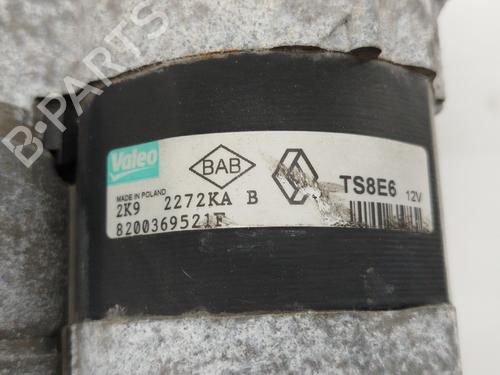 B-PARTS
Valeo
BAB
MADE IN POLAND
TS8E6 12V
2K9 2272KA B
8200369521F